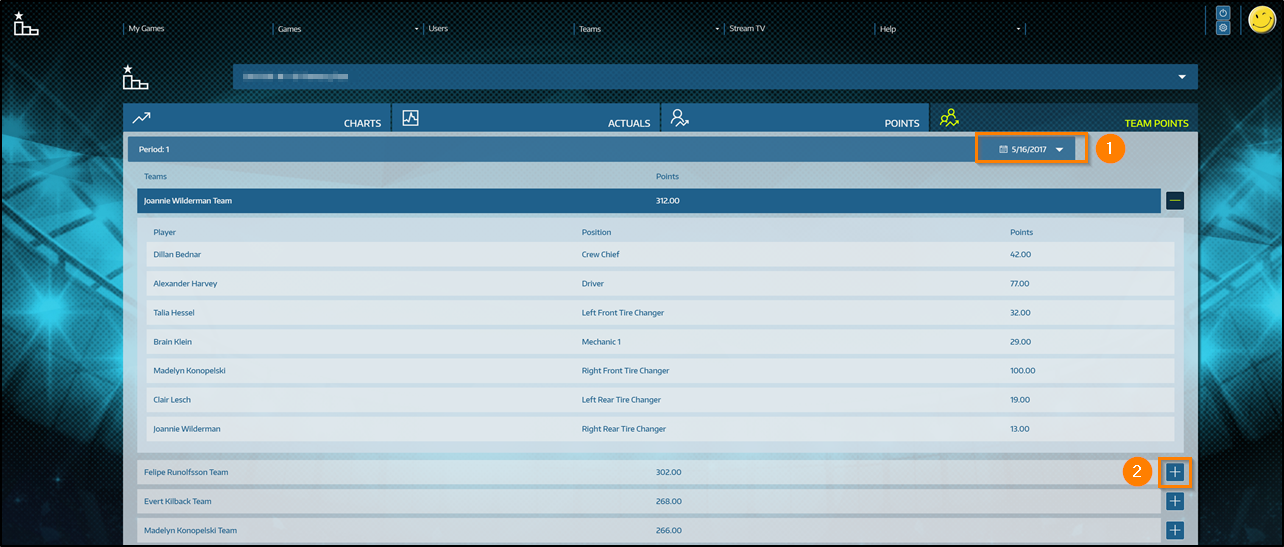 My Games Games Users Teams Stream TV Help
CHARTS ACTUALS POINTS TEAM POINTS
Period: 1 5/16/2017 1
Teams Points
Joannie Wilderman Team 312.00
Player Position Points
Dillan Bednar Crew Chief 42.00
Alexander Harvey Driver 77.00
Talia Hessel Left Front Tire Changer 32.00
Brain Klein Mechanic 1 29.00
Madelyn Konopelski Right Front Tire Changer 100.00
Clair Lesch Left Rear Tire Changer 19.00
Joannie Wilderman Right Rear Tire Changer 13.00
Felipe Runolfsson Team 302.00 2
Evert Kilback Team 268.00
Madelyn Konopelski Team 266.00